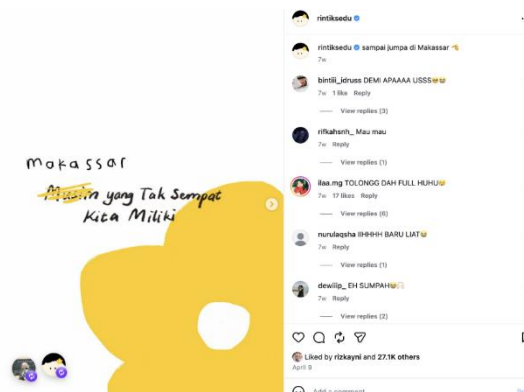 makassar
Musim yang Tak Sempat
Kita Miliki
rintiksedu
rintiksedu sampai jumpa di Makassar
7w
bintiii_idruss DEMI APAAAA USSS
7w 1 like Reply
View replies (3)
rifkahsnh_ Mau mau
7w Reply
View replies (1)
ilaa.mg TOLONGG DAH FULL HUHU
7w 17 likes Reply
View replies (6)
nurulaqsha IIHHHH BARU LIAT
7w Reply
View replies (1)
dewiiip_ EH SUMPAH
7w Reply
View replies (2)
Liked by rizkayni and 27.1K others
April 9
Add a comment